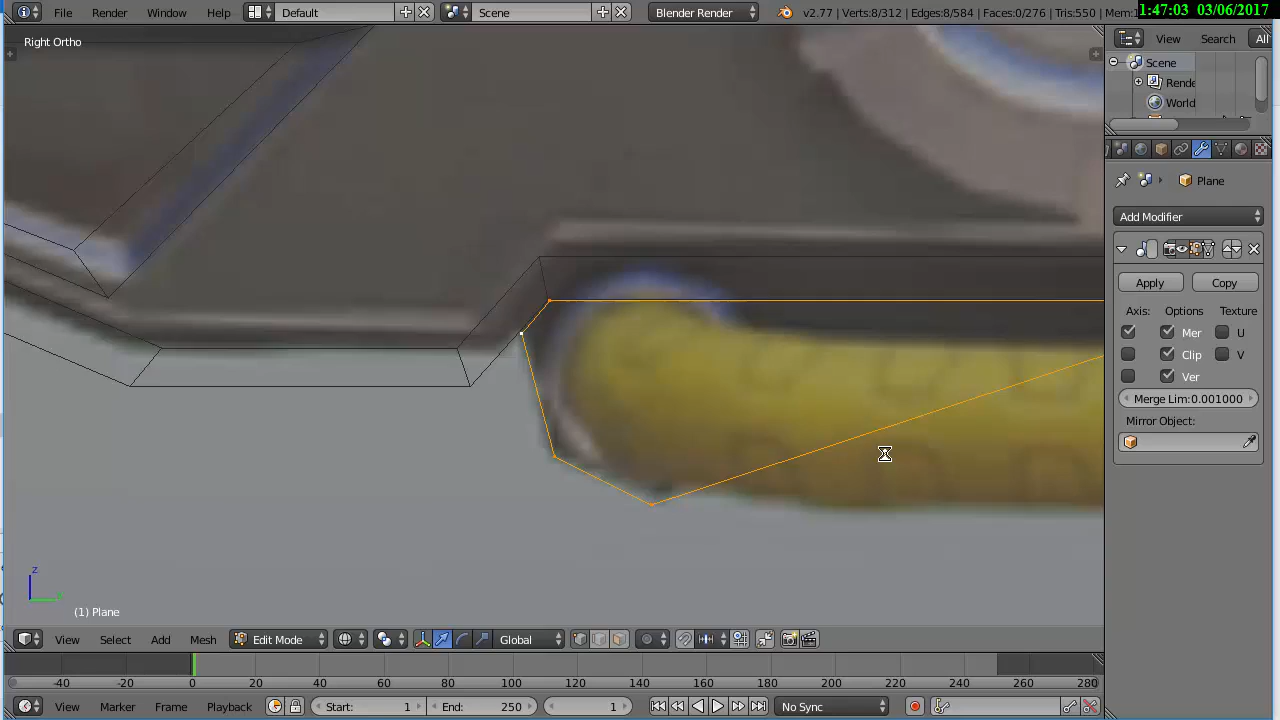 File Render Window Help Default Scene Blender Render v2.77 | Verts:8/312 | Edges:8/584 | Faces:0/276 | Tris:550 |
1:47:03 03/06/2017
Right Ortho
View Search All
Scene
Rende
World
Plane
Add Modifier
Apply Copy
Axis: Options Texture
Mer U
Clip V
Ver
Merge Lim:0.001000
Mirror Object:
z
(1) Plane
View Select Add Mesh Edit Mode Global
-40 -20 0 20 40 60 80 100 120 140 160 180 200 220 240 260 280
View Marker Frame Playback Start: 1 End: 250 1 No Sync